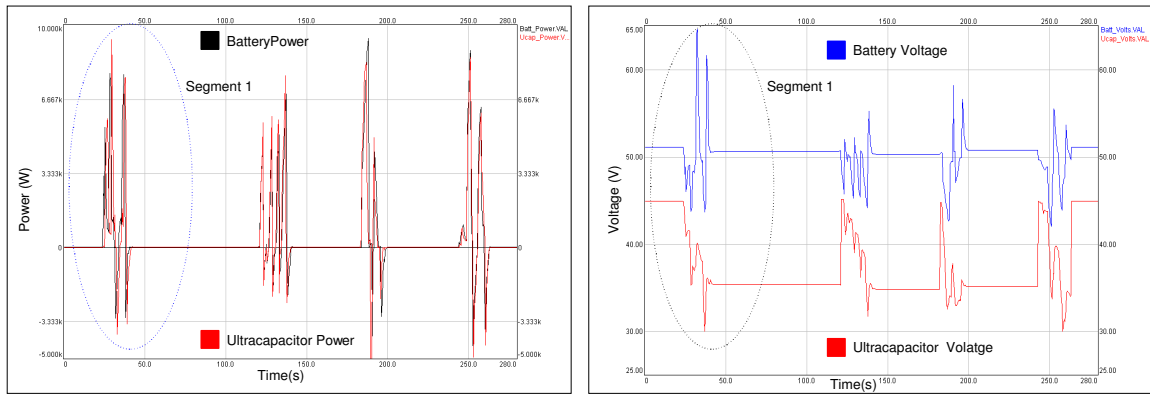 10.000k
Batt_Power.VAL
Ucap_Power.V...
BatteryPower
Segment 1
6.667k
6.667k
3.333k
3.333k
Power (W)
0
0
-3.333k
-3.333k
Ultracapacitor Power
-5.000k
-5.000k
0
50.0
100.0
150.0
200.0
250.0
280.0
Time(s)
65.00
Batt_Volts.VAL
Ucap_Volts.VAL
Battery Voltage
60.00
60.00
Segment 1
50.00
50.00
Voltage (V)
40.00
40.00
30.00
30.00
Ultracapacitor Volatge
25.00
25.00
0
50.0
100.0
150.0
200.0
250.0
280.0
Time(s)